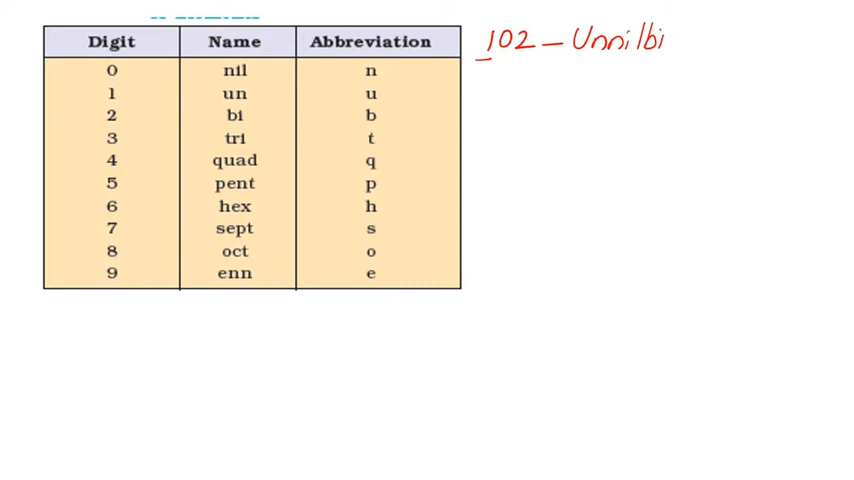 Digit Name Abbreviation
0 nil n
1 un u
2 bi b
3 tri t
4 quad q
5 pent p
6 hex h
7 sept s
8 oct o
9 enn e
102 – Unnilbi